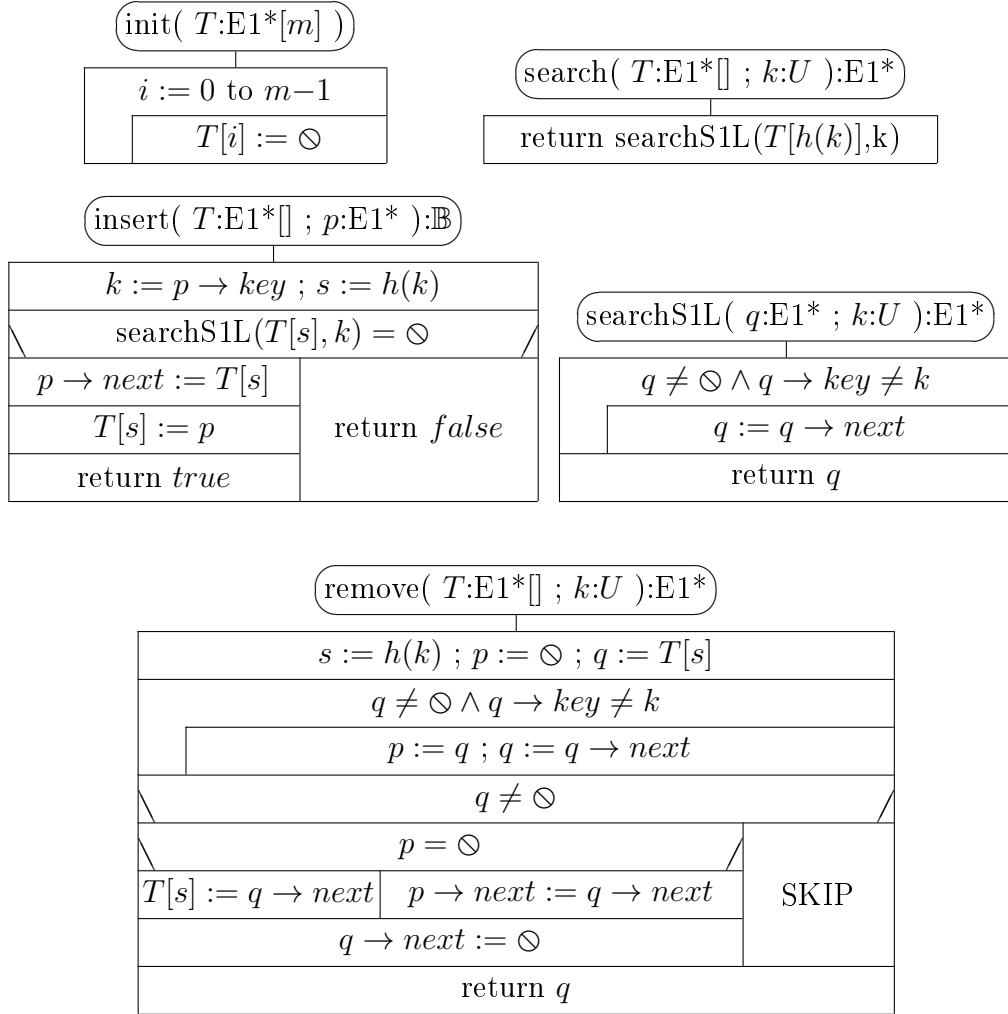 init( T:E1*[m] )
i := 0 to m−1
T[i] := ⦸
search( T:E1*[] ; k:U ):E1*
return searchS1L(T[h(k)],k)
insert( T:E1*[] ; p:E1* ):𝔹
k := p → key ; s := h(k)
searchS1L(T[s], k) = ⦸
p → next := T[s]
T[s] := p
return true
return false
searchS1L( q:E1* ; k:U ):E1*
q ≠ ⦸ ∧ q → key ≠ k
q := q → next
return q
remove( T:E1*[] ; k:U ):E1*
s := h(k) ; p := ⦸ ; q := T[s]
q ≠ ⦸ ∧ q → key ≠ k
p := q ; q := q → next
q ≠ ⦸
p = ⦸
T[s] := q → next
p → next := q → next
SKIP
q → next := ⦸
return q